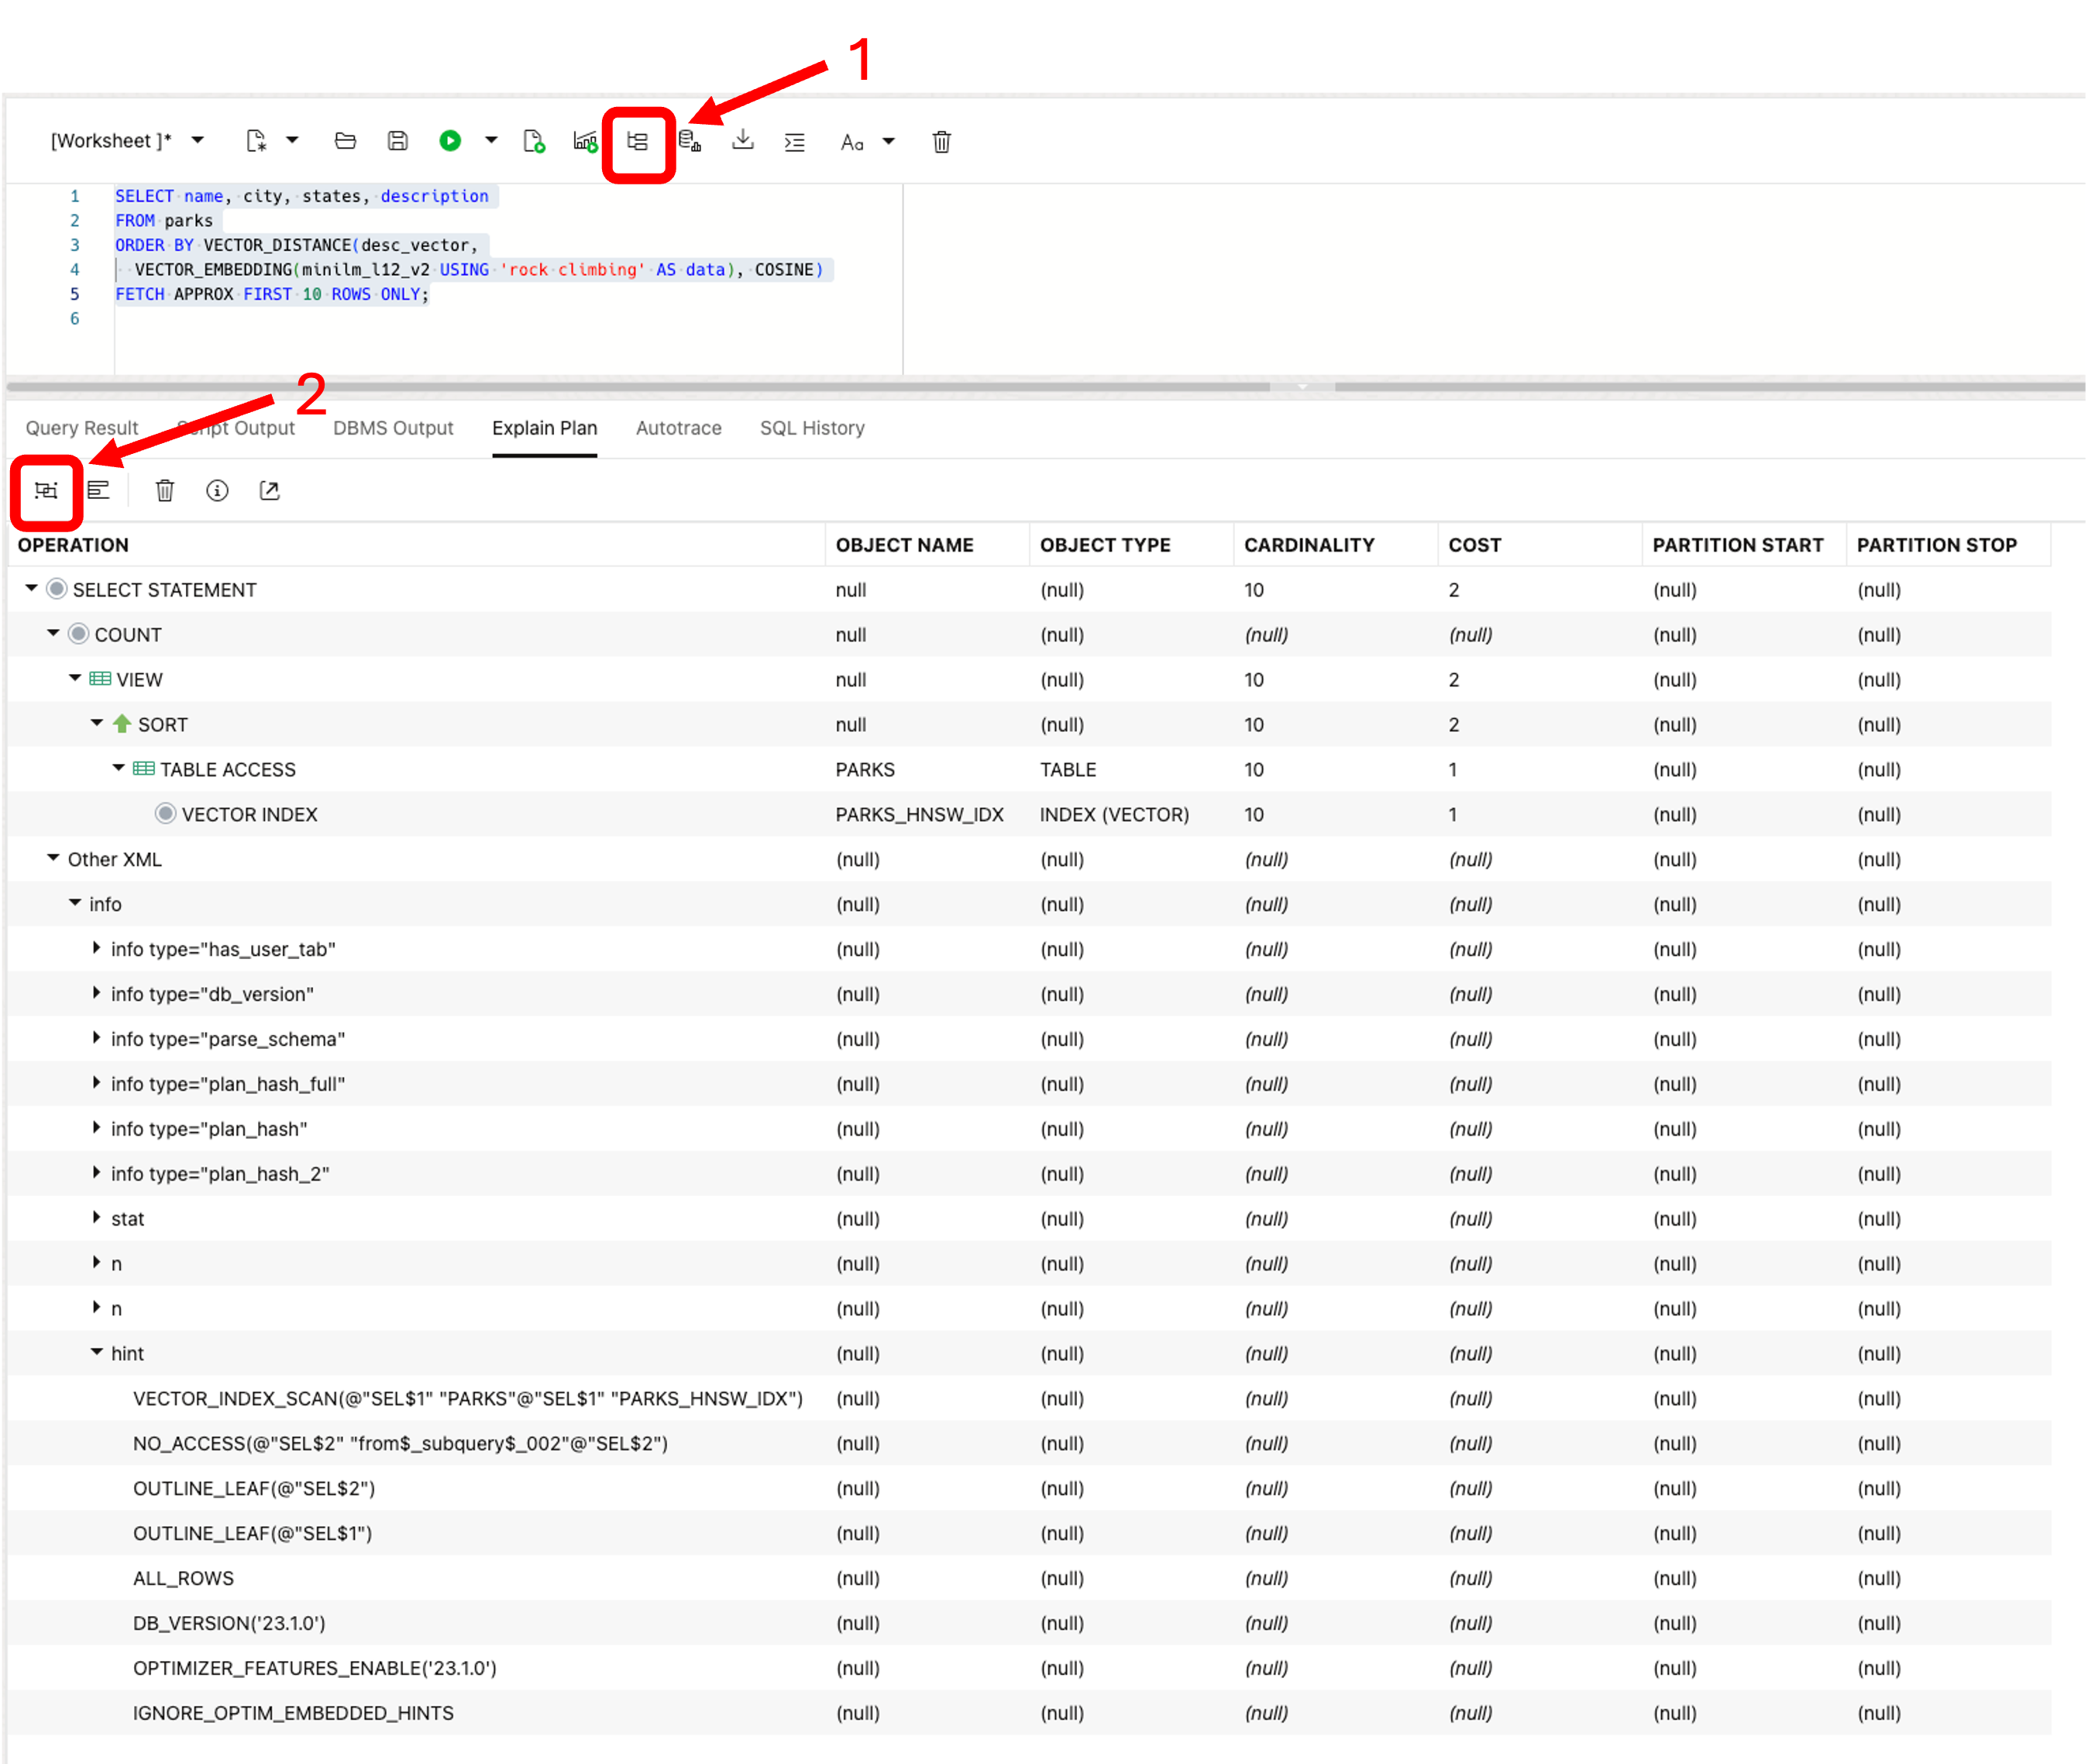 1
[Worksheet ]*
Aa
1 SELECT name, city, states, description
2 FROM parks
3 ORDER BY VECTOR_DISTANCE(desc_vector,
4 VECTOR_EMBEDDING(minilm_l12_v2 USING 'rock climbing' AS data), COSINE)
5 FETCH APPROX FIRST 10 ROWS ONLY;
6
2
Query Result Script Output DBMS Output Explain Plan Autotrace SQL History
OPERATION OBJECT NAME OBJECT TYPE CARDINALITY COST PARTITION START PARTITION STOP
SELECT STATEMENT null (null) 10 2 (null) (null)
COUNT null (null) (null) (null) (null) (null)
VIEW null (null) 10 2 (null) (null)
SORT null (null) 10 2 (null) (null)
TABLE ACCESS PARKS TABLE 10 1 (null) (null)
VECTOR INDEX PARKS_HNSW_IDX INDEX (VECTOR) 10 1 (null) (null)
Other XML (null) (null) (null) (null) (null) (null)
info (null) (null) (null) (null) (null) (null)
info type="has_user_tab" (null) (null) (null) (null) (null) (null)
info type="db_version" (null) (null) (null) (null) (null) (null)
info type="parse_schema" (null) (null) (null) (null) (null) (null)
info type="plan_hash_full" (null) (null) (null) (null) (null) (null)
info type="plan_hash" (null) (null) (null) (null) (null) (null)
info type="plan_hash_2" (null) (null) (null) (null) (null) (null)
stat (null) (null) (null) (null) (null) (null)
n (null) (null) (null) (null) (null) (null)
n (null) (null) (null) (null) (null) (null)
hint (null) (null) (null) (null) (null) (null)
VECTOR_INDEX_SCAN(@"SEL$1" "PARKS"@"SEL$1" "PARKS_HNSW_IDX") (null) (null) (null) (null) (null) (null)
NO_ACCESS(@"SEL$2" "from$_subquery$_002"@"SEL$2") (null) (null) (null) (null) (null) (null)
OUTLINE_LEAF(@"SEL$2") (null) (null) (null) (null) (null) (null)
OUTLINE_LEAF(@"SEL$1") (null) (null) (null) (null) (null) (null)
ALL_ROWS (null) (null) (null) (null) (null) (null)
DB_VERSION('23.1.0') (null) (null) (null) (null) (null) (null)
OPTIMIZER_FEATURES_ENABLE('23.1.0') (null) (null) (null) (null) (null) (null)
IGNORE_OPTIM_EMBEDDED_HINTS (null) (null) (null) (null) (null) (null)